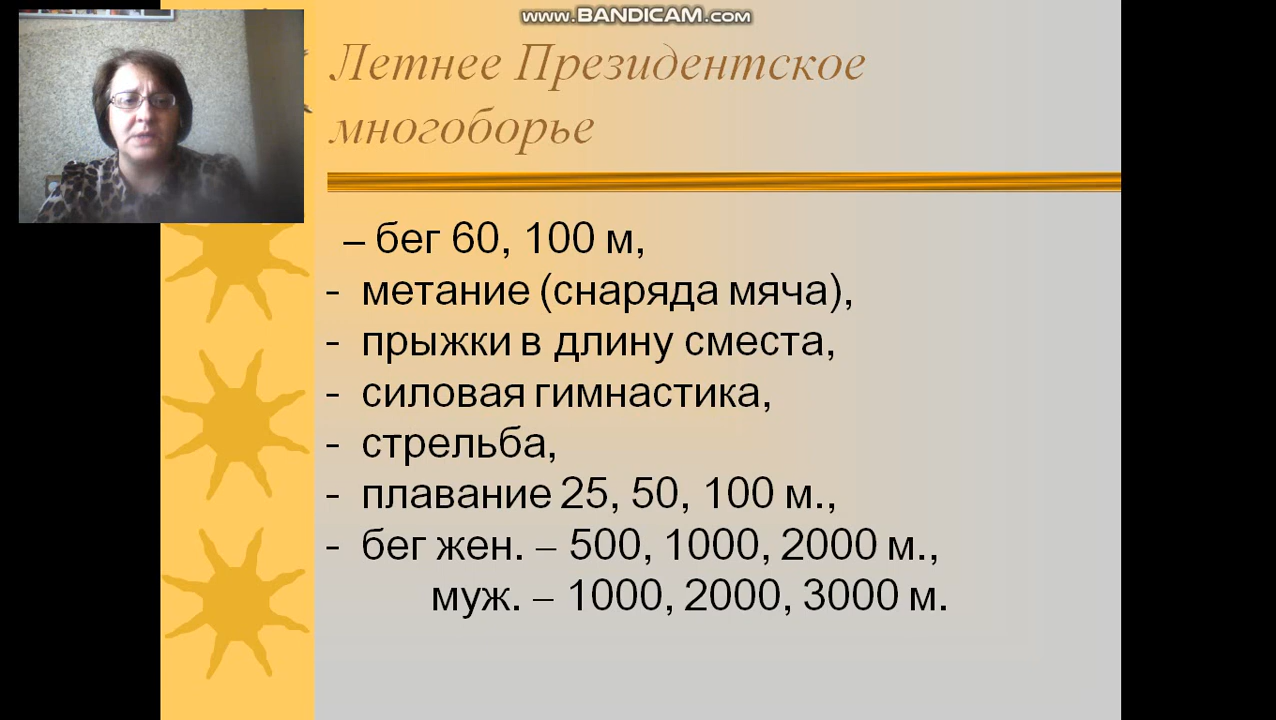 www.BANDICAM.com
Летнее Президентское
многоборье
– бег 60, 100 м,
- метание (снаряда мяча),
- прыжки в длину сместа,
- силовая гимнастика,
- стрельба,
- плавание 25, 50, 100 м.,
- бег жен. – 500, 1000, 2000 м.,
муж. – 1000, 2000, 3000 м.